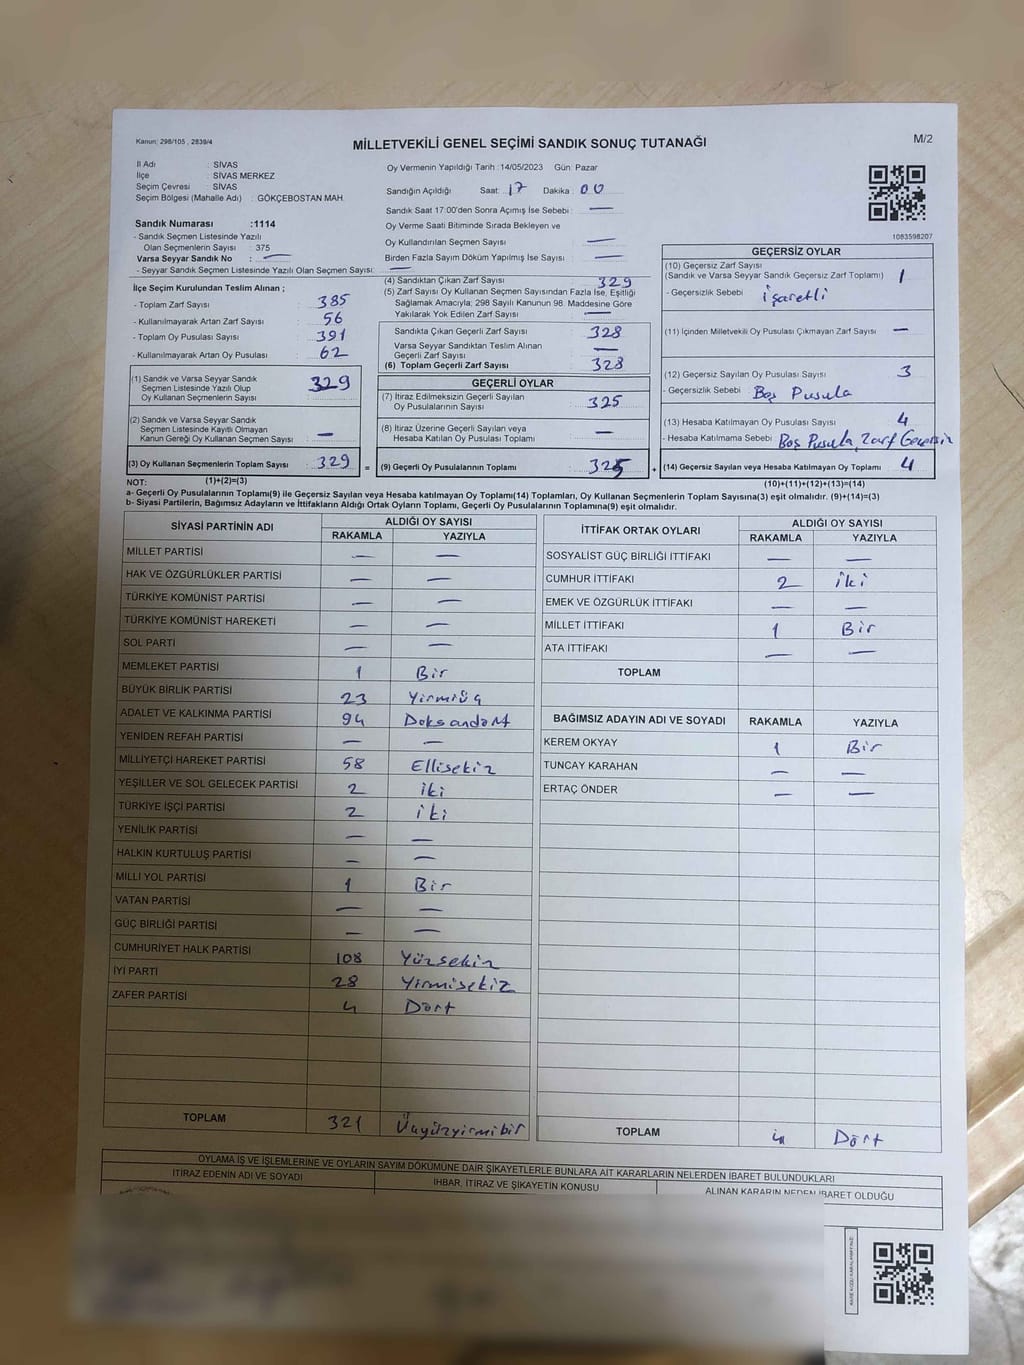 Kanun: 298/105 , 2839/4
MİLLETVEKİLİ GENEL SEÇİMİ SANDIK SONUÇ TUTANAĞI
M/2
İl Adı : SİVAS
İlçe : SİVAS MERKEZ
Seçim Çevresi : SİVAS
Seçim Bölgesi (Mahalle Adı) : GÖKÇEBOSTAN MAH.
Oy Vermenin Yapıldığı Tarih :14/05/2023 Gün: Pazar
Sandığın Açıldığı Saat: 17 Dakika : 00
Sandık Saat 17:00'den Sonra Açımış İse Sebebi : —
Sandık Numarası :1114
- Sandık Seçmen Listesinde Yazılı
Olan Seçmenlerin Sayısı : 375
Varsa Seyyar Sandık No : —
- Seyyar Sandık Seçmen Listesinde Yazılı Olan Seçmen Sayısı: —
Oy Verme Saati Bitiminde Sırada Bekleyen ve
Oy Kullandırılan Seçmen Sayısı : —
Birden Fazla Sayım Döküm Yapılmış İse Sayısı : —
1083598207
İlçe Seçim Kurulundan Teslim Alınan ;
- Toplam Zarf Sayısı : 385
- Kullanılmayarak Artan Zarf Sayısı : 56
- Toplam Oy Pusulası Sayısı : 391
- Kullanılmayarak Artan Oy Pusulası : 62
(4) Sandıktan Çıkan Zarf Sayısı : 329
(5) Zarf Sayısı Oy Kullanan Seçmen Sayısından Fazla İse, Eşitliği
Sağlamak Amacıyla; 298 Sayılı Kanunun 98. Maddesine Göre
Yakılarak Yok Edilen Zarf Sayısı : —
Sandıkta Çıkan Geçerli Zarf Sayısı : 328
Varsa Seyyar Sandıktan Teslim Alınan
Geçerli Zarf Sayısı : —
(6) Toplam Geçerli Zarf Sayısı : 328
GEÇERSİZ OYLAR
(10) Geçersiz Zarf Sayısı
(Sandık ve Varsa Seyyar Sandık Geçersiz Zarf Toplamı) : 1
- Geçersizlik Sebebi : işaretli
(11) İçinden Milletvekili Oy Pusulası Çıkmayan Zarf Sayısı : —
(12) Geçersiz Sayılan Oy Pusulası Sayısı : 3
- Geçersizlik Sebebi : Boş Pusula
(13) Hesaba Katılmayan Oy Pusulası Sayısı : 4
- Hesaba Katılmama Sebebi : Boş Pusula, Zarf Geçersiz
(14) Geçersiz Sayılan veya Hesaba Katılmayan Oy Toplamı : 4
(10)+(11)+(12)+(13)=(14)
(1) Sandık ve Varsa Seyyar Sandık
Seçmen Listesinde Yazılı Olup
Oy Kullanan Seçmenlerin Sayısı : 329
(2) Sandık ve Varsa Seyyar Sandık
Seçmen Listesinde Kayıtlı Olmayan
Kanun Gereği Oy Kullanan Seçmen Sayısı : —
(3) Oy Kullanan Seçmenlerin Toplam Sayısı : 329
=
GEÇERLİ OYLAR
(7) İtiraz Edilmeksizin Geçerli Sayılan
Oy Pusulalarının Sayısı : 325
(8) İtiraz Üzerine Geçerli Sayılan veya
Hesaba Katılan Oy Pusulası Toplamı : —
(9) Geçerli Oy Pusulalarının Toplamı : 325
+
NOT: (1)+(2)=(3)
a- Geçerli Oy Pusulalarının Toplamı(9) ile Geçersiz Sayılan veya Hesaba katılmayan Oy Toplamı(14) Toplamları, Oy Kullanan Seçmenlerin Toplam Sayısına(3) eşit olmalıdır. (9)+(14)=(3)
b- Siyasi Partilerin, Bağımsız Adayların ve İttifakların Aldığı Ortak Oyların Toplamı, Geçerli Oy Pusulalarının Toplamına(9) eşit olmalıdır.
SİYASİ PARTİNİN ADI ALDIĞI OY SAYISI
RAKAMLA YAZIYLA
MİLLET PARTİSİ — —
HAK VE ÖZGÜRLÜKLER PARTİSİ — —
TÜRKİYE KOMÜNİST PARTİSİ — —
TÜRKİYE KOMÜNİST HAREKETİ — —
SOL PARTİ — —
MEMLEKET PARTİSİ 1 Bir
BÜYÜK BİRLİK PARTİSİ 23 Yirmiüç
ADALET VE KALKINMA PARTİSİ 94 Doksandört
YENİDEN REFAH PARTİSİ — —
MİLLİYETÇİ HAREKET PARTİSİ 58 Ellisekiz
YEŞİLLER VE SOL GELECEK PARTİSİ 2 iki
TÜRKİYE İŞÇİ PARTİSİ 2 iki
YENİLİK PARTİSİ — —
HALKIN KURTULUŞ PARTİSİ — —
MİLLİ YOL PARTİSİ 1 Bir
VATAN PARTİSİ — —
GÜÇ BİRLİĞİ PARTİSİ — —
CUMHURİYET HALK PARTİSİ 108 Yüzsekiz
İYİ PARTİ 28 Yirmisekiz
ZAFER PARTİSİ 4 Dört
TOPLAM 321 Üçyüzyirmibir
İTTİFAK ORTAK OYLARI ALDIĞI OY SAYISI
RAKAMLA YAZIYLA
SOSYALİST GÜÇ BİRLİĞİ İTTİFAKI — —
CUMHUR İTTİFAKI 2 iki
EMEK VE ÖZGÜRLÜK İTTİFAKI — —
MİLLET İTTİFAKI 1 Bir
ATA İTTİFAKI — —
TOPLAM
BAĞIMSIZ ADAYIN ADI VE SOYADI RAKAMLA YAZIYLA
KEREM OKYAY 1 Bir
TUNCAY KARAHAN — —
ERTAÇ ÖNDER — —
TOPLAM 4 Dört
OYLAMA İŞ VE İŞLEMLERİNE VE OYLARIN SAYIM DÖKÜMÜNE DAİR ŞİKAYETLERLE BUNLARA AİT KARARLARIN NELERDEN İBARET BULUNDUKLARI
İTİRAZ EDENİN ADI VE SOYADI İHBAR, İTİRAZ VE ŞİKAYETİN KONUSU ALINAN KARARIN NEDEN İBARET OLDUĞU